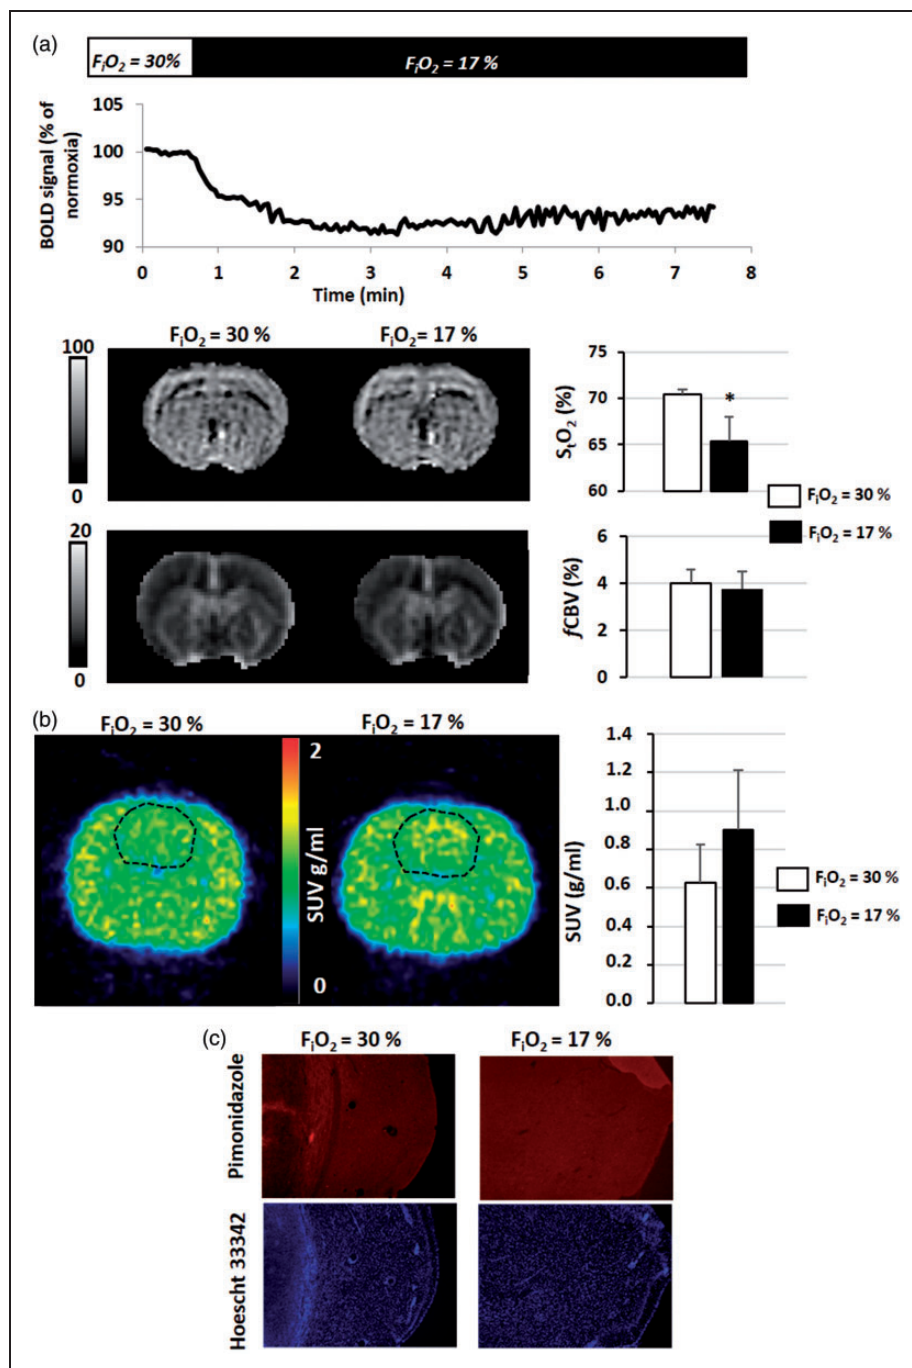 (a)
FiO2 = 30%
FiO2 = 17 %
BOLD signal (% of
normoxia)
105
100
95
90
0 1 2 3 4 5 6 7 8
Time (min)
FiO2 = 30 %
FiO2 = 17 %
100
0
StO2 (%)
75
70
65
60
*
FiO2 = 30 %
FiO2 = 17 %
20
0
fCBV (%)
6
4
2
0
(b)
FiO2 = 30 %
FiO2 = 17 %
2
SUV g/ml
0
SUV (g/ml)
1.4
1.2
1.0
0.8
0.6
0.4
0.2
0.0
FiO2 = 30 %
FiO2 = 17 %
(c)
FiO2 = 30 %
FiO2 = 17 %
Pimonidazole
Hoescht 33342